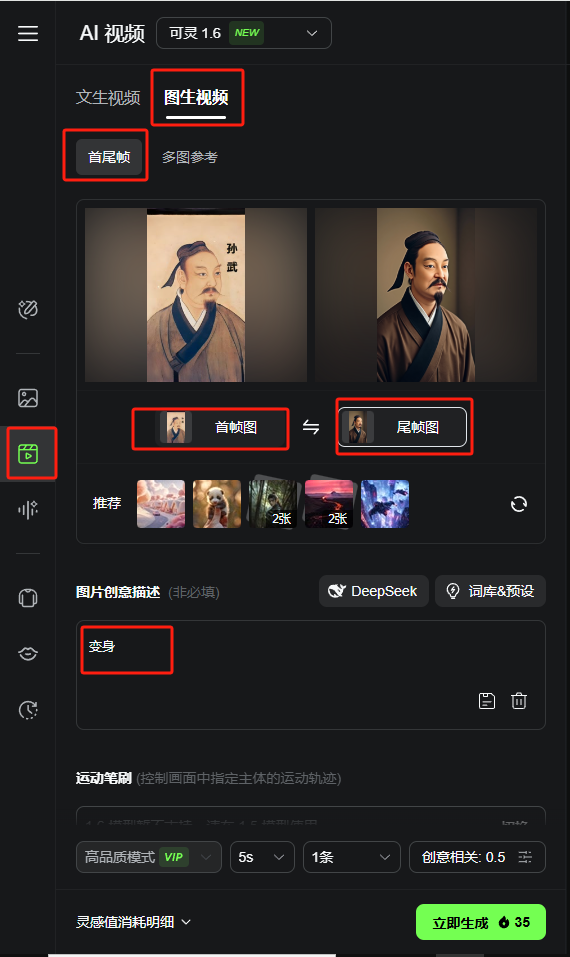 AI 视频
可灵 1.6 NEW
文生视频 图生视频
首尾帧 多图参考
孙武
首帧图 尾帧图
推荐 2张 2张
图片创意描述 (非必填) DeepSeek 词库&预设
变身
运动笔刷 (控制画面中指定主体的运动轨迹)
高品质模式 VIP 5s 1条 创意相关: 0.5
灵感值消耗明细 立即生成 35